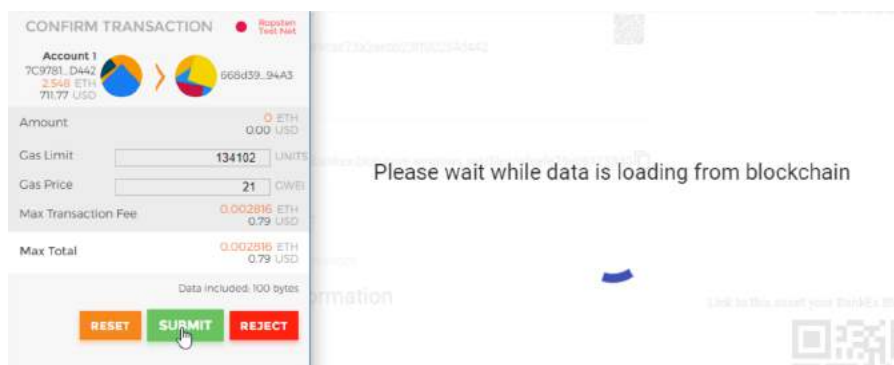 CONFIRM TRANSACTION
Ropsten
Test Net
Account 1
7C9781...D442
2.548 ETH
711.77 USD
668d39...94A3
Amount
0 ETH
0.00 USD
Gas Limit
134102 UNITS
Gas Price
21 GWEI
Max Transaction Fee
0.002816 ETH
0.79 USD
Max Total
0.002816 ETH
0.79 USD
Data included: 100 bytes
RESET SUBMIT REJECT
Please wait while data is loading from blockchain